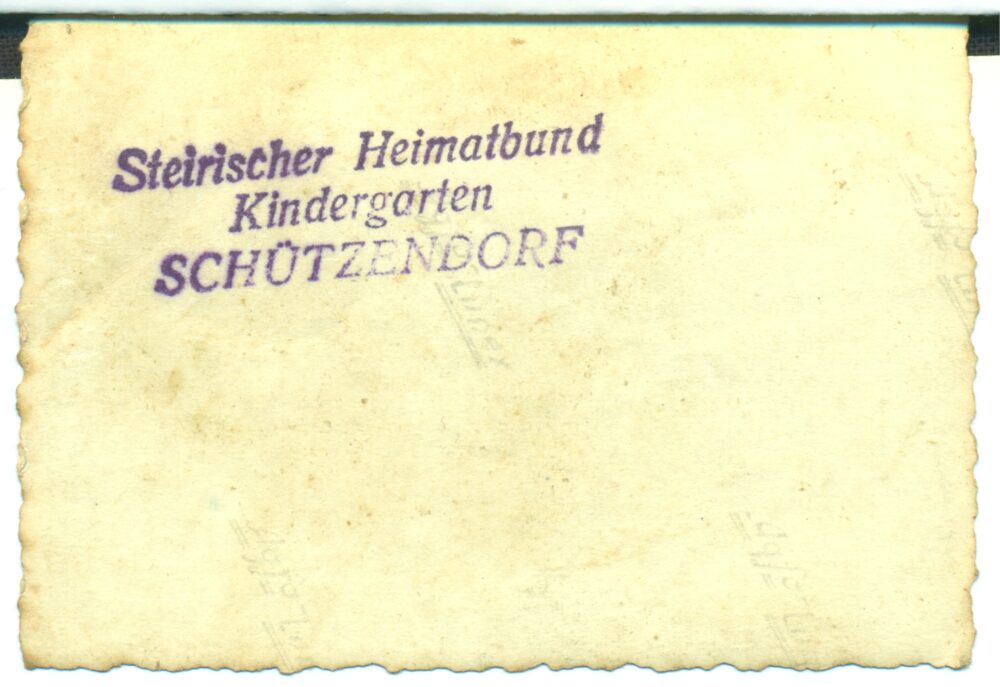 Steirischer Heimatbund
Kindergarten
SCHÜTZENDORF